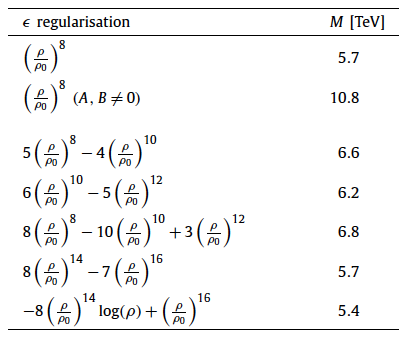 ϵ regularisation M [TeV]
(ρ/ρ₀)⁸ 5.7
(ρ/ρ₀)⁸ (A, B ≠ 0) 10.8
5(ρ/ρ₀)⁸ − 4(ρ/ρ₀)¹⁰ 6.6
6(ρ/ρ₀)¹⁰ − 5(ρ/ρ₀)¹² 6.2
8(ρ/ρ₀)⁸ − 10(ρ/ρ₀)¹⁰ + 3(ρ/ρ₀)¹² 6.8
8(ρ/ρ₀)¹⁴ − 7(ρ/ρ₀)¹⁶ 5.7
−8(ρ/ρ₀)¹⁴ log(ρ) + (ρ/ρ₀)¹⁶ 5.4